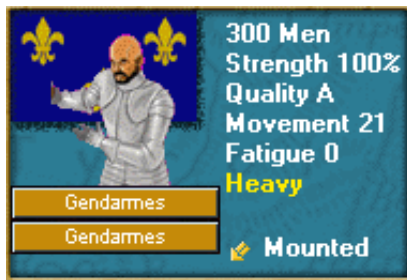 300 Men
Strength 100%
Quality A
Movement 21
Fatigue 0
Heavy
Gendarmes
Gendarmes
Mounted